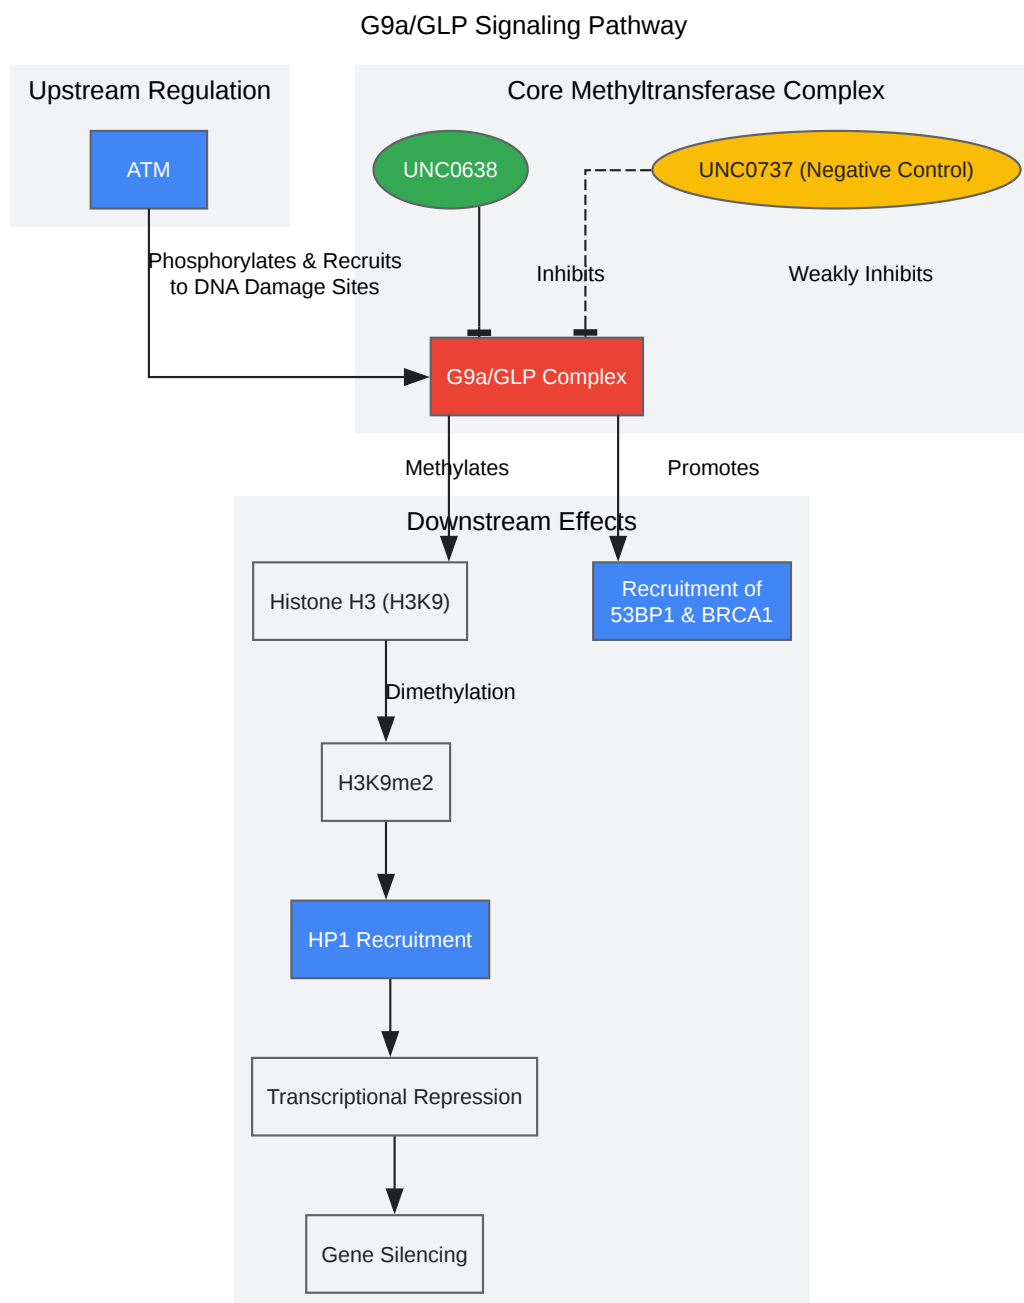 G9a/GLP Signaling Pathway
Upstream Regulation
Core Methyltransferase Complex
ATM
UNC0638
UNC0737 (Negative Control)
Phosphorylates & Recruits
to DNA Damage Sites
Inhibits
Weakly Inhibits
G9a/GLP Complex
Methylates
Promotes
Downstream Effects
Histone H3 (H3K9)
Recruitment of
53BP1 & BRCA1
Dimethylation
H3K9me2
HP1 Recruitment
Transcriptional Repression
Gene Silencing